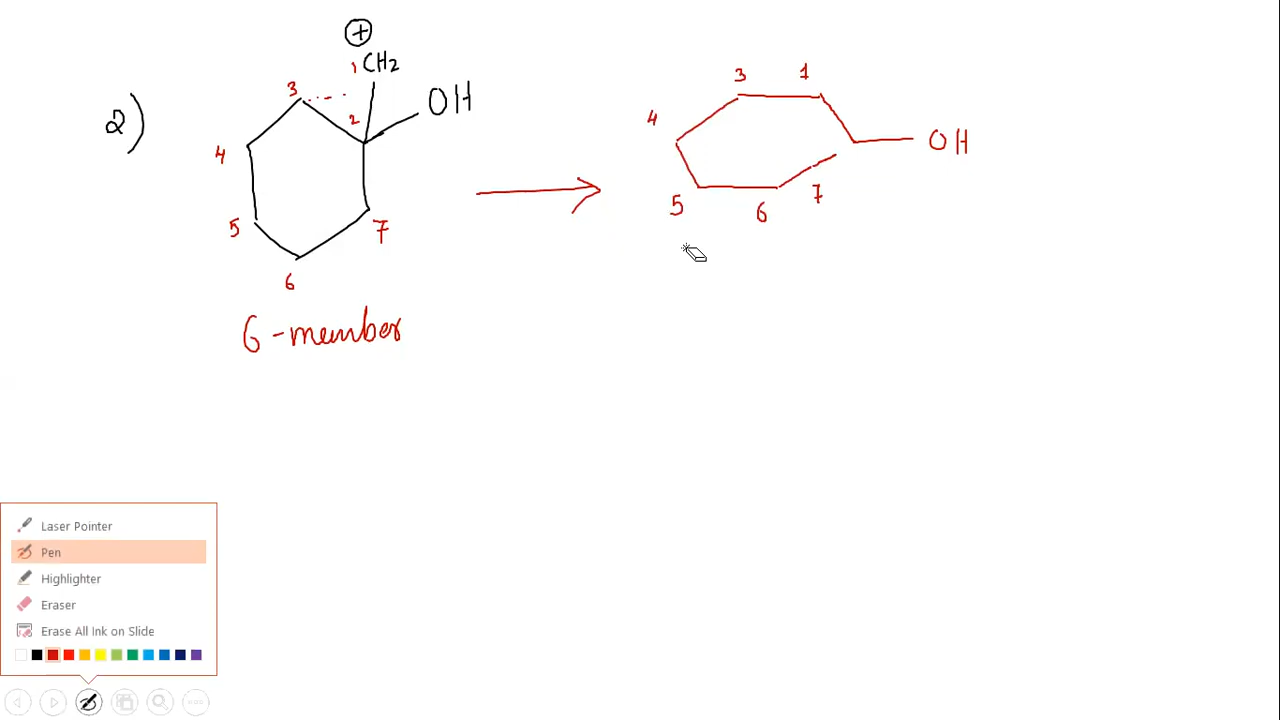 2)
+
1 CH2
3
2
OH
4
5
7
6
6-member
3 1
4
OH
5
6
7
Laser Pointer
Pen
Highlighter
Eraser
Erase All Ink on Slide